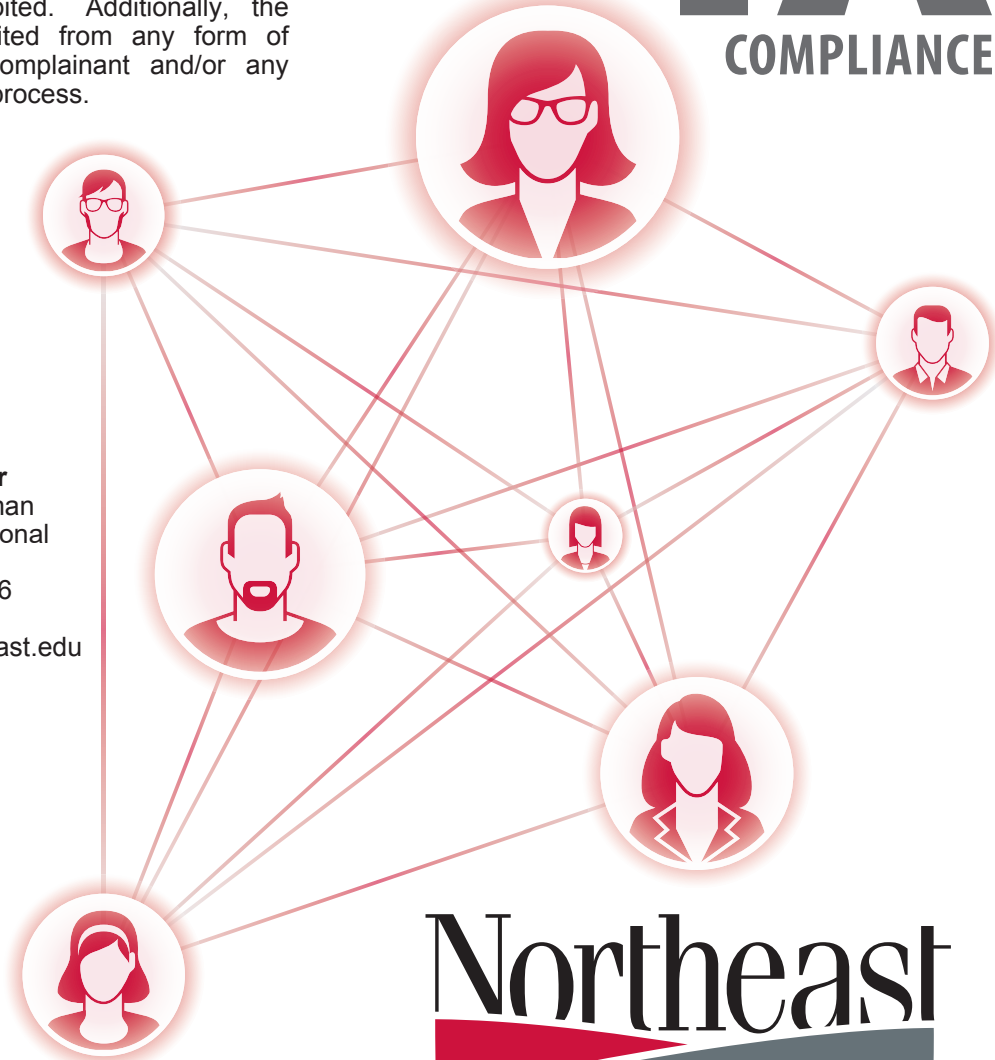 bited. Additionally, the
ited from any form of
omplainant and/or any
process.
COMPLIANCE
r
nan
onal
6
ast.edu
Northeast